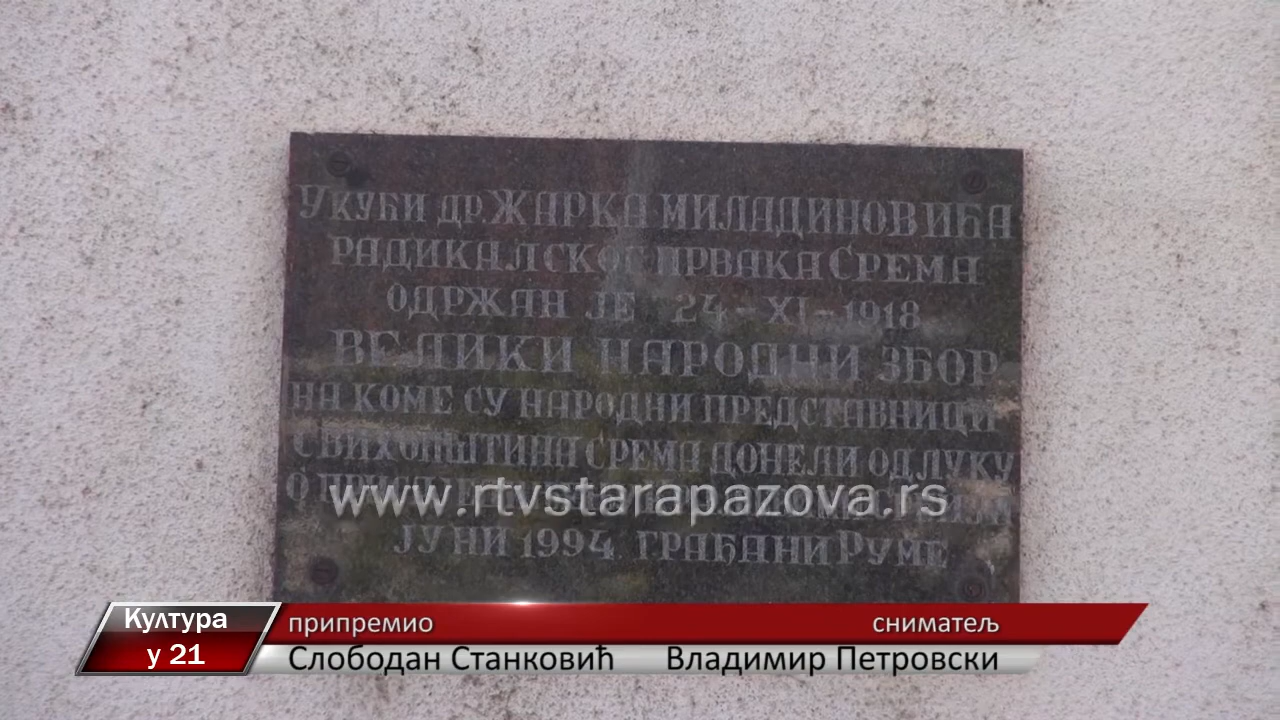 У КУЋИ ДР. ЖАРКА МИЛАДИНОВИЋА
РАДИКАЛСКОГ ПРВАКА СРЕМА
ОДРЖАН ЈЕ 24-XI-1918
ВЕЛИКИ НАРОДНИ ЗБОР
НА КОМЕ СУ НАРОДНИ ПРЕДСТАВНИЦИ
СВИХ ОПШТИНА СРЕМА ДОНЕЛИ ОДЛУКУ
О
www.rtvstarapazova.rs
ЈУНИ 1994. ГРАЂАНИ РУМЕ
Култура
у 21
припремио сниматељ
Слободан Станковић Владимир Петровски